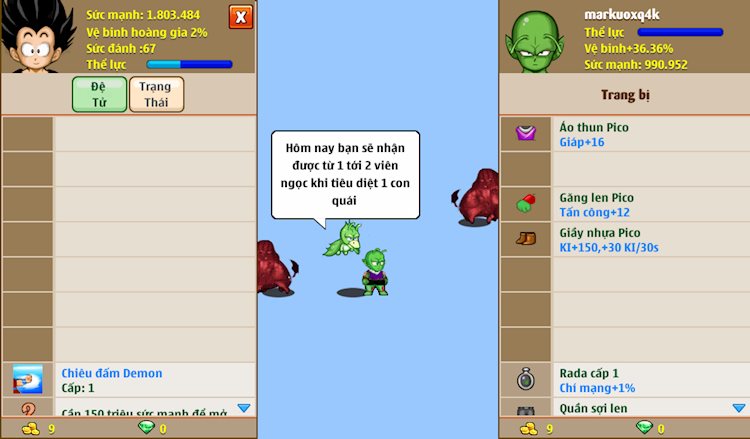 Sức mạnh: 1.803.484
Vệ binh hoàng gia 2%
Sức đánh :67
Thể lực
X
Đệ
Tử
Trạng
Thái
Chiêu đấm Demon
Cấp: 1
Cần 150 triệu sức mạnh để mở
9
0
Hôm nay bạn sẽ nhận
được từ 1 tới 2 viên
ngọc khi tiêu diệt 1 con
quái
markuoxq4k
Thể lực
Vệ binh+36.36%
Sức mạnh: 990.952
Trang bị
Áo thun Pico
Giáp+16
Găng len Pico
Tấn công+12
Giầy nhựa Pico
KI+150,+30 KI/30s
Rada cấp 1
Chí mạng+1%
Quần sợi len
9
0